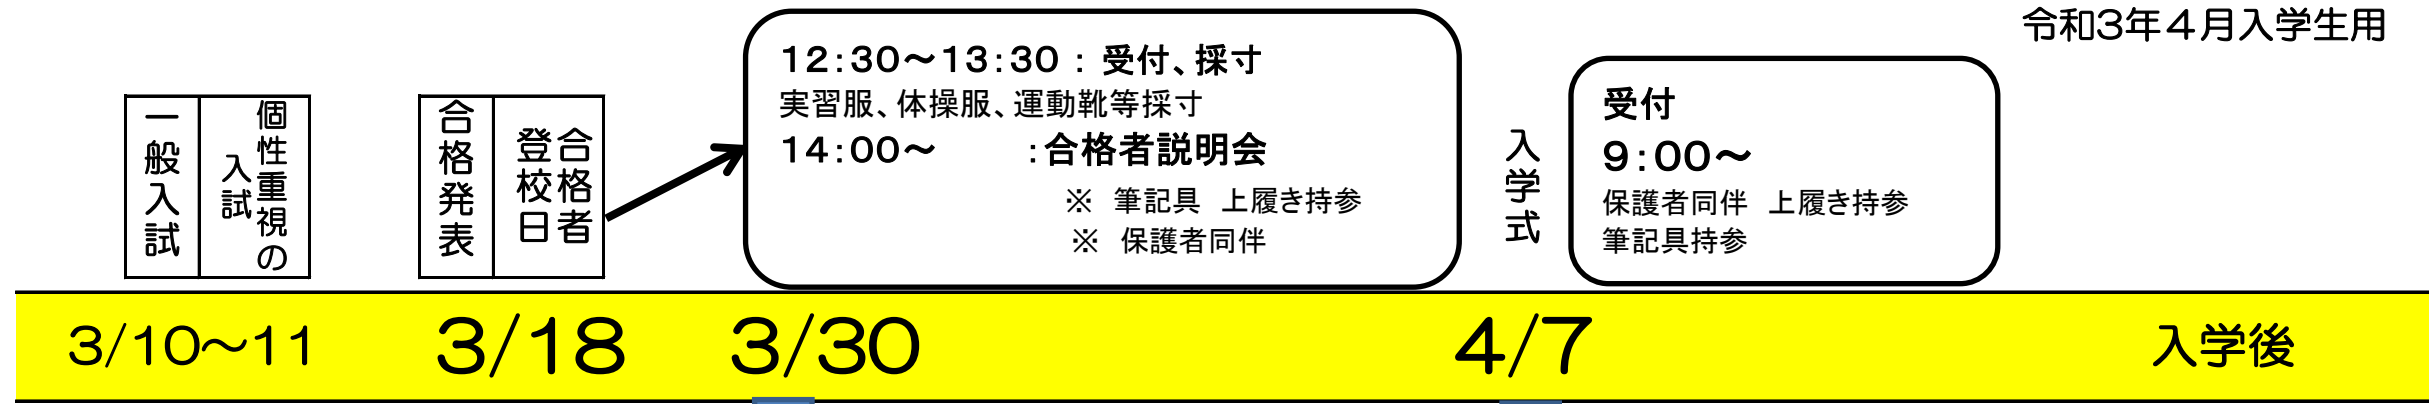 令和3年4月入学生用
一般入試
個性重視の
入試
合格発表
合格者
登校日
12:30～13:30 : 受付、採寸
実習服、体操服、運動靴等採寸
14:00～ :合格者説明会
※ 筆記具 上履き持参
※ 保護者同伴
入学式
受付
9:00～
保護者同伴 上履き持参
筆記具持参
3/10～11
3/18
3/30
4/7
入学後